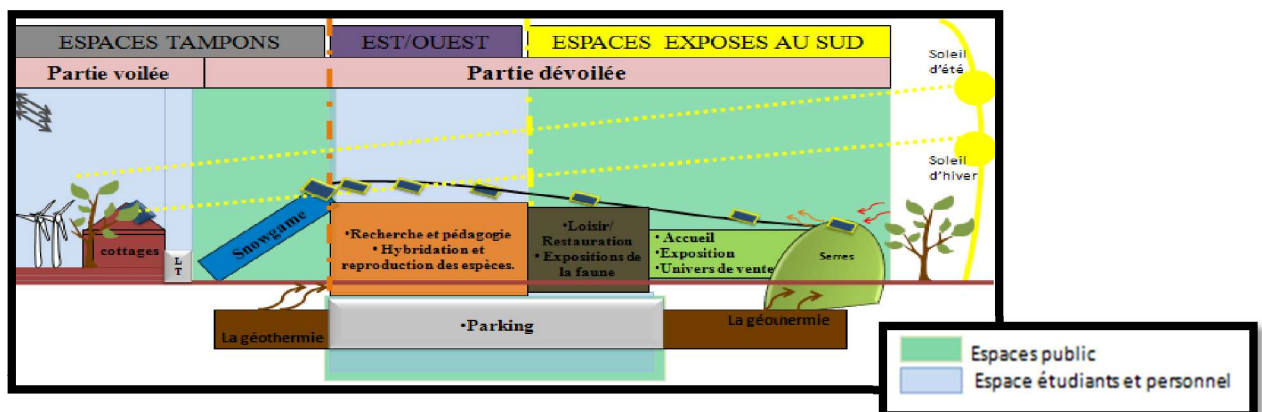 ESPACES TAMPONS
EST/OUEST
ESPACES EXPOSES AU SUD
Partie voilée
Partie dévoilée
Soleil
d'été
Soleil
d'hiver
cottages
L
T
Snowgame
•Recherche et pédagogie
•Hybridation et
reproduction des espèces.
•Loisir/
Restauration
•Expositions de
la faune
•Accueil
•Exposition
•Univers de vente
Serres
La géothermie
•Parking
La géothermie
Espaces public
Espace étudiants et personnel